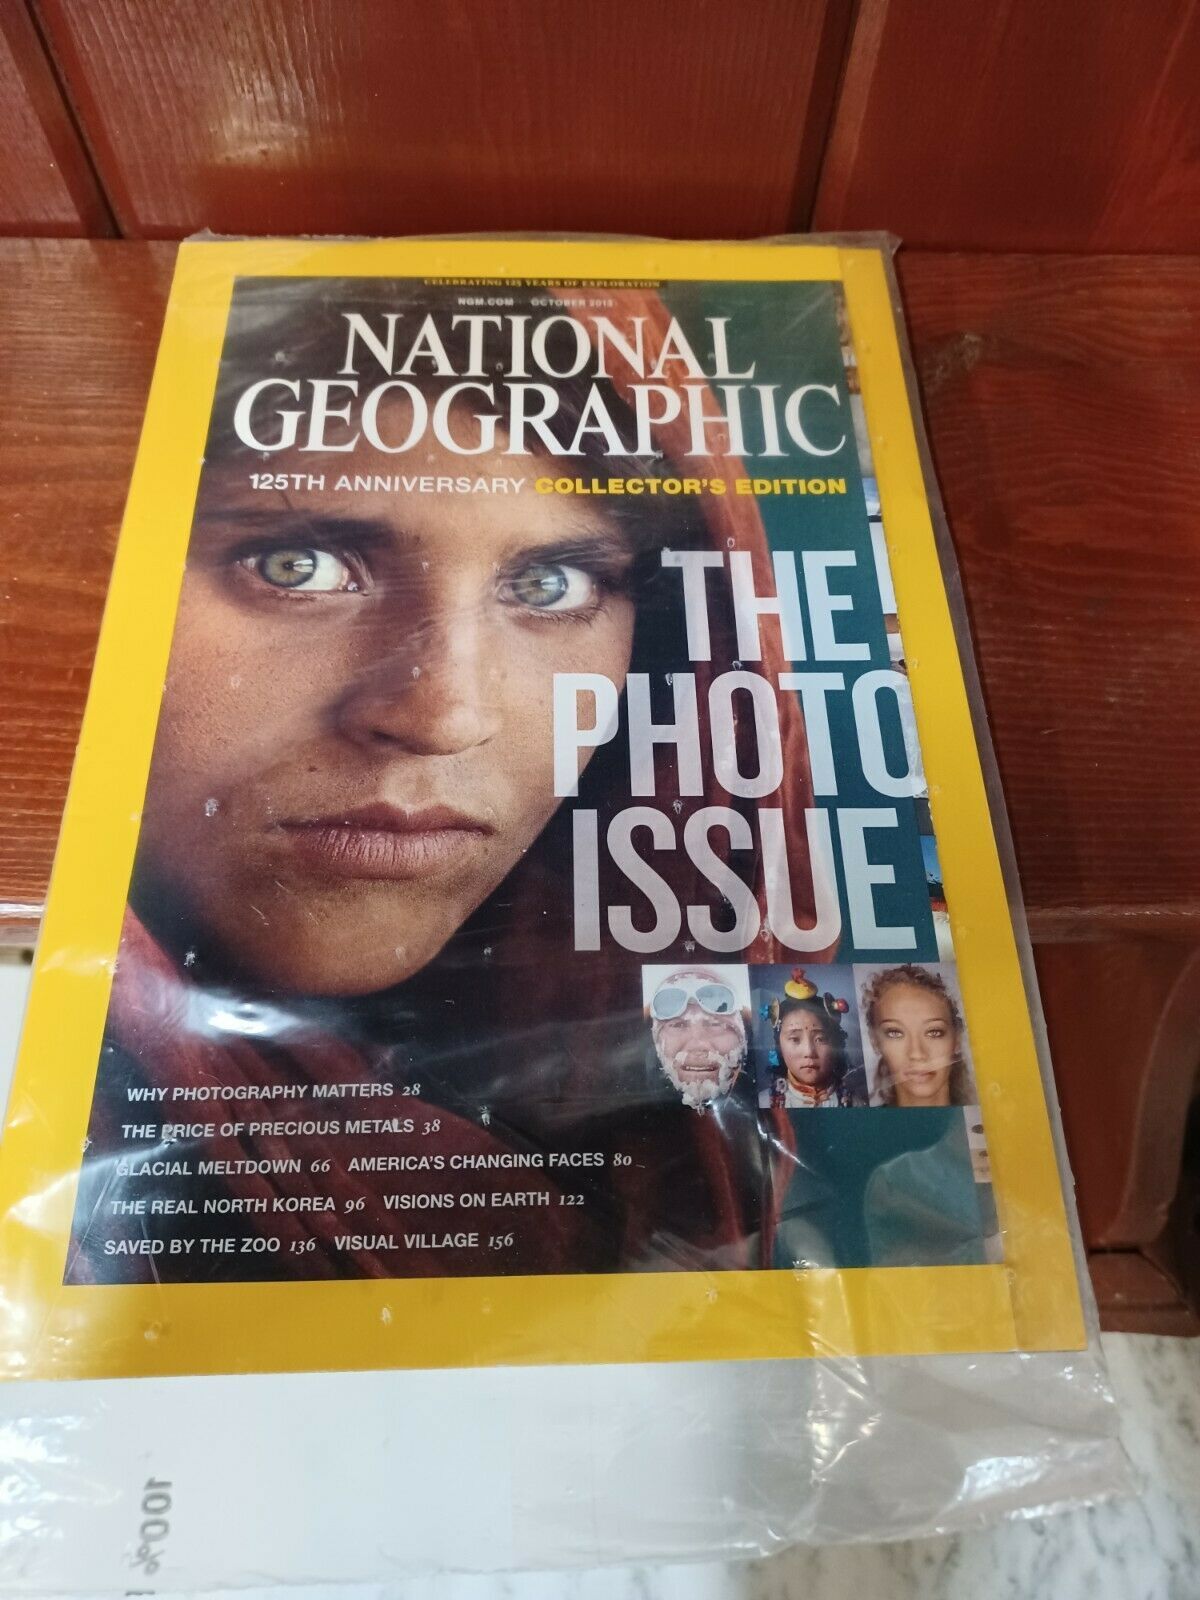 CELEBRATING 125 YEARS OF EXPLORATION
NGM.COM OCTOBER 2013
NATIONAL
GEOGRAPHIC
125TH ANNIVERSARY COLLECTOR'S EDITION
THE
PHOTO
ISSUE
WHY PHOTOGRAPHY MATTERS 28
THE PRICE OF PRECIOUS METALS 38
GLACIAL MELTDOWN 66 AMERICA'S CHANGING FACES 80
THE REAL NORTH KOREA 96 VISIONS ON EARTH 122
SAVED BY THE ZOO 136 VISUAL VILLAGE 156
100%